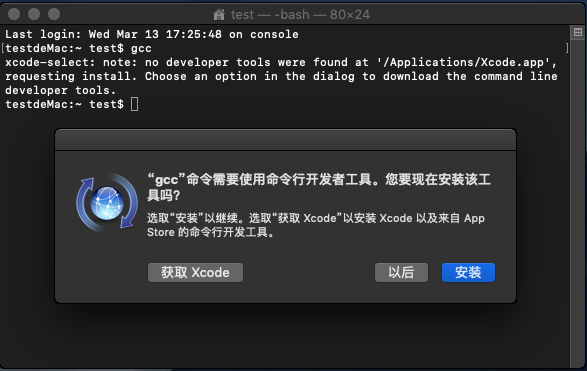 test — -bash — 80×24
Last login: Wed Mar 13 17:25:48 on console
[testdeMac:~ test$ gcc ]
xcode-select: note: no developer tools were found at '/Applications/Xcode.app',
requesting install. Choose an option in the dialog to download the command line
developer tools.
testdeMac:~ test$
“gcc”命令需要使用命令行开发者工具。您要现在安装该工
具吗?
选取“安装”以继续。选取“获取 Xcode”以安装 Xcode 以及来自 App
Store 的命令行开发工具。
获取 Xcode
以后
安装